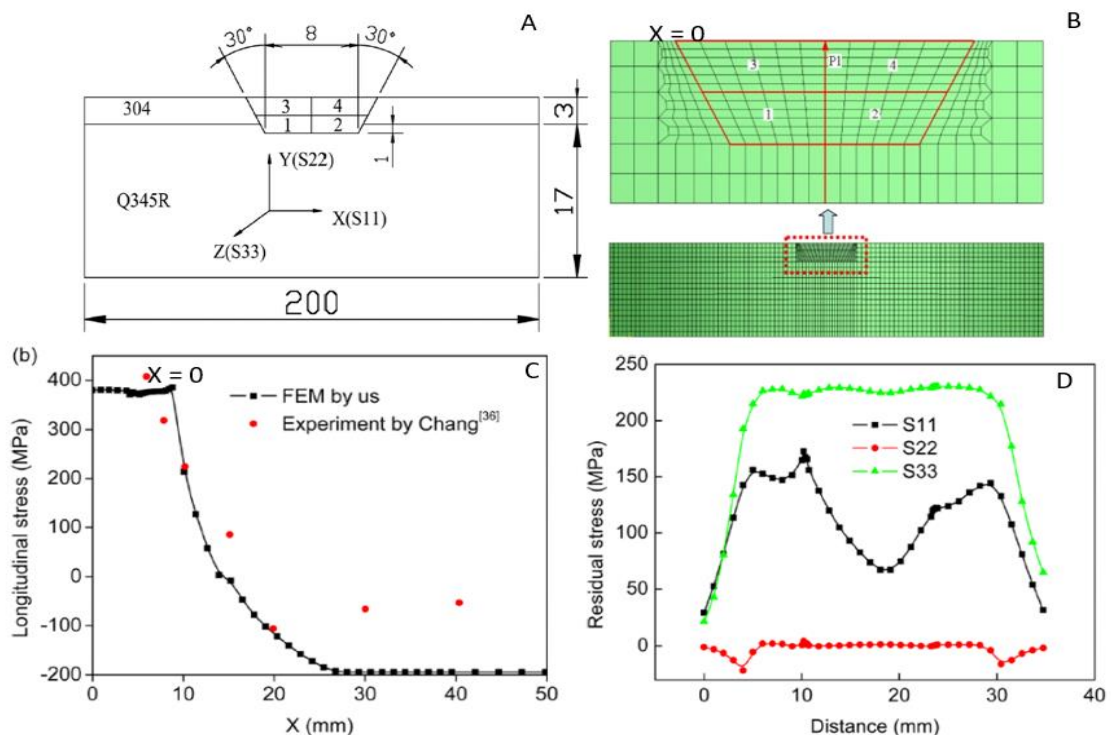 A
30°
8
30°
304
3
4
1
2
1
3
17
Y(S22)
X(S11)
Z(S33)
Q345R
200
B
X = 0
P1
3
4
1
2
(b)
C
X = 0
FEM by us
Experiment by Chang[36]
Longitudinal stress (MPa)
400
300
200
100
0
-100
-200
0
10
20
30
40
50
X (mm)
D
S11
S22
S33
Residual stress (MPa)
250
200
150
100
50
0
0
10
20
30
40
Distance (mm)